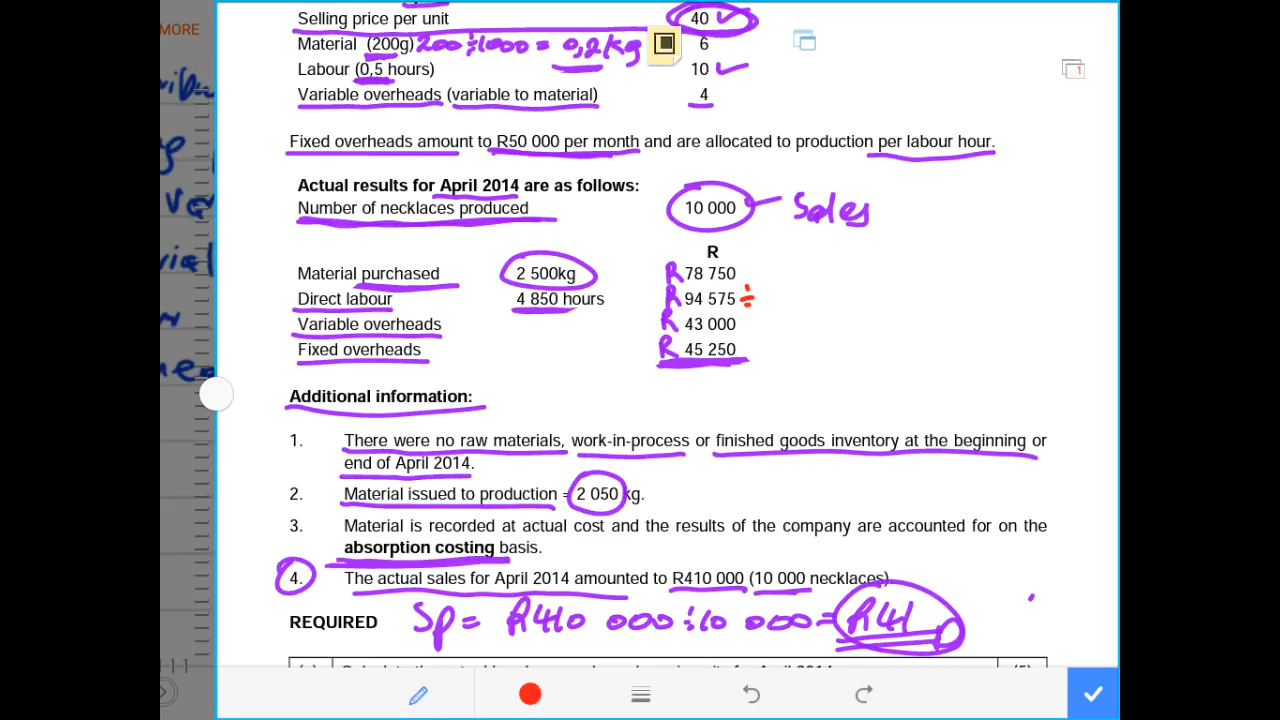 MORE
Selling price per unit 40
Material (200g) 200÷1000 = 0,2kg 6
Labour (0,5 hours) 10
Variable overheads (variable to material) 4
Fixed overheads amount to R50 000 per month and are allocated to production per labour hour.
Actual results for April 2014 are as follows:
Number of necklaces produced 10 000 Sales
R
Material purchased 2 500kg R 78 750
Direct labour 4 850 hours R 94 575 ÷
Variable overheads R 43 000
Fixed overheads R 45 250
Additional information:
1. There were no raw materials, work-in-process or finished goods inventory at the beginning or
end of April 2014.
2. Material issued to production = 2 050 kg.
3. Material is recorded at actual cost and the results of the company are accounted for on the
absorption costing basis.
4. The actual sales for April 2014 amounted to R410 000 (10 000 necklaces)
REQUIRED Sp = R410 000 ÷10 000 = R41